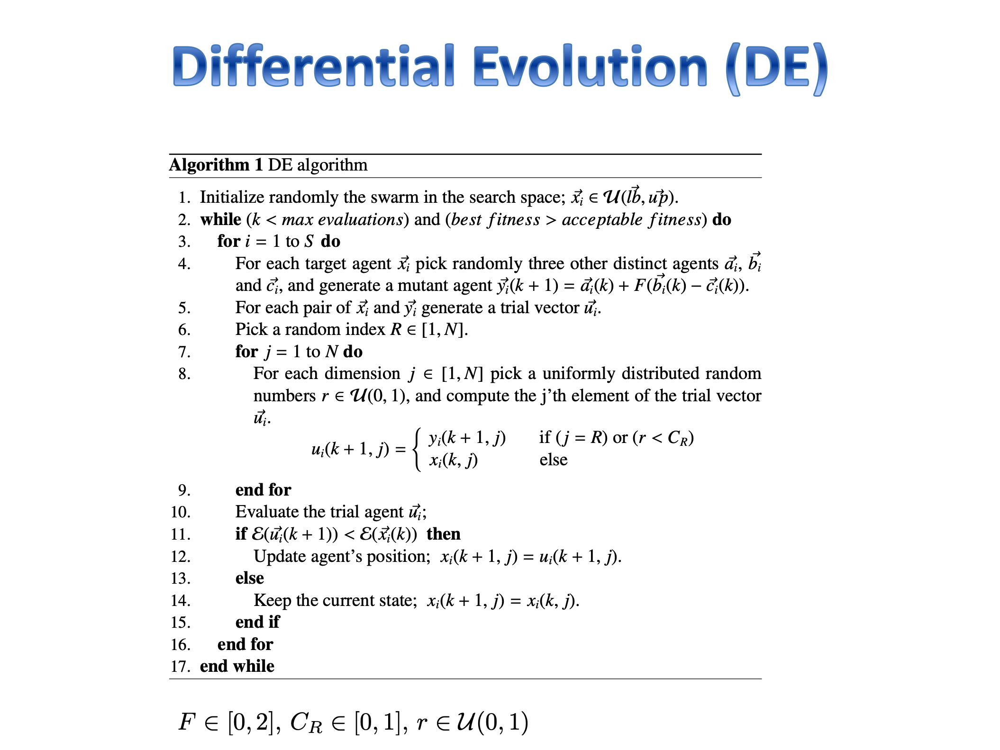 Differential Evolution (DE)
Algorithm 1 DE algorithm
1. Initialize randomly the swarm in the search space; x⃗ᵢ ∈ 𝒰(lb⃗, up⃗).
2. while (k < max evaluations) and (best fitness > acceptable fitness) do
3. for i = 1 to S do
4. For each target agent x⃗ᵢ pick randomly three other distinct agents a⃗ᵢ, b⃗ᵢ
and c⃗ᵢ, and generate a mutant agent y⃗ᵢ(k + 1) = a⃗ᵢ(k) + F(b⃗ᵢ(k) − c⃗ᵢ(k)).
5. For each pair of x⃗ᵢ and y⃗ᵢ generate a trial vector u⃗ᵢ.
6. Pick a random index R ∈ [1, N].
7. for j = 1 to N do
8. For each dimension j ∈ [1, N] pick a uniformly distributed random
numbers r ∈ 𝒰(0, 1), and compute the j'th element of the trial vector
u⃗ᵢ.
uᵢ(k + 1, j) = { yᵢ(k + 1, j) if (j = R) or (r < C_R)
xᵢ(k, j) else
9. end for
10. Evaluate the trial agent u⃗ᵢ;
11. if ℰ(u⃗ᵢ(k + 1)) < ℰ(x⃗ᵢ(k)) then
12. Update agent's position; xᵢ(k + 1, j) = uᵢ(k + 1, j).
13. else
14. Keep the current state; xᵢ(k + 1, j) = xᵢ(k, j).
15. end if
16. end for
17. end while
F ∈ [0, 2], C_R ∈ [0, 1], r ∈ 𝒰(0, 1)